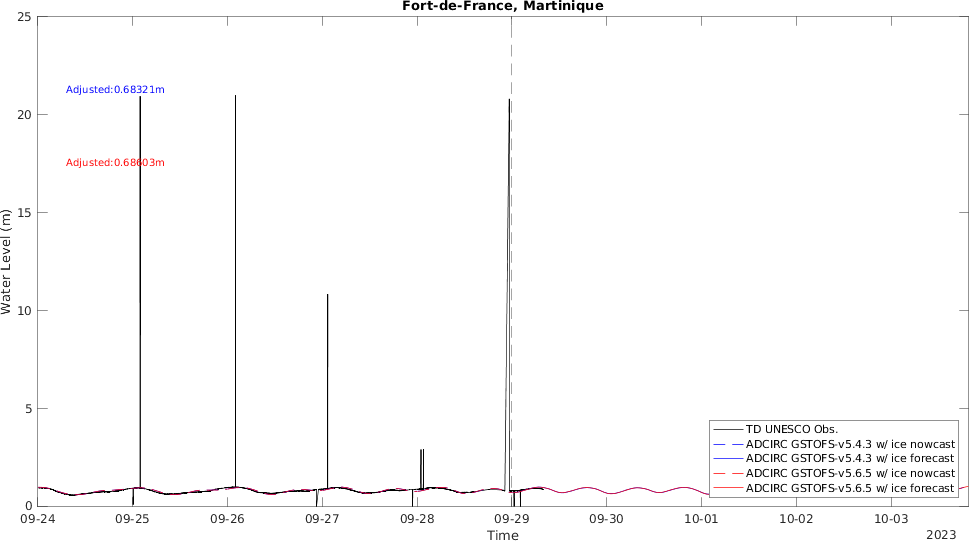 Fort-de-France, Martinique
25
Adjusted:0.68321m
20
Adjusted:0.68603m
15
Water Level (m)
10
5
TD UNESCO Obs.
ADCIRC GSTOFS-v5.4.3 w/ ice nowcast
ADCIRC GSTOFS-v5.4.3 w/ ice forecast
ADCIRC GSTOFS-v5.6.5 w/ ice nowcast
ADCIRC GSTOFS-v5.6.5 w/ ice forecast
0
09-24 09-25 09-26 09-27 09-28 09-29 09-30 10-01 10-02 10-03
Time
2023